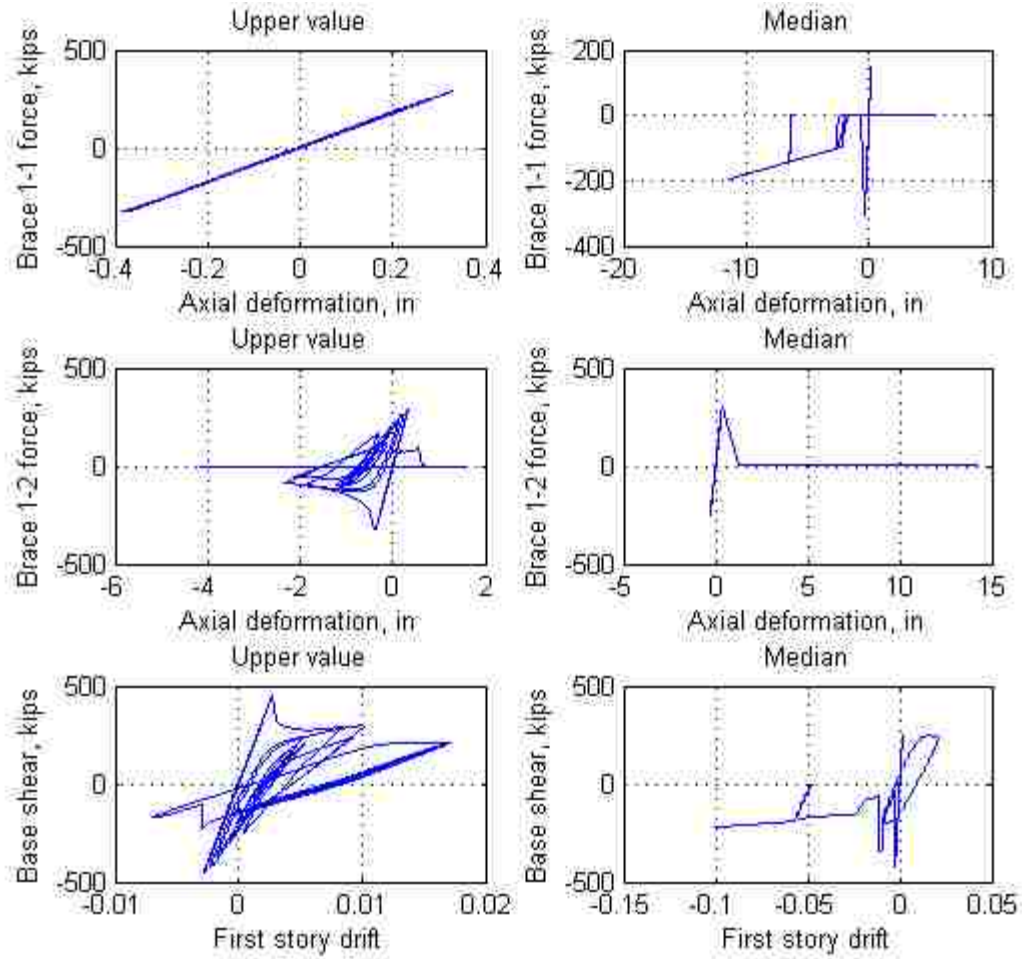 Upper value
500
0
-500
-0.4
-0.2
0
0.2
0.4
Brace 1-1 force, kips
Axial deformation, in
Median
200
0
-200
-400
-20
-10
0
10
Brace 1-1 force, kips
Axial deformation, in
Upper value
500
0
-500
-6
-4
-2
0
2
Brace 1-2 force, kips
Axial deformation, in
Median
500
0
-500
-5
0
5
10
15
Brace 1-2 force, kips
Axial deformation, in
Upper value
500
0
-500
-0.01
0
0.01
0.02
Base shear, kips
First story drift
Median
500
0
-500
-0.15
-0.1
-0.05
0
0.05
Base shear, kips
First story drift